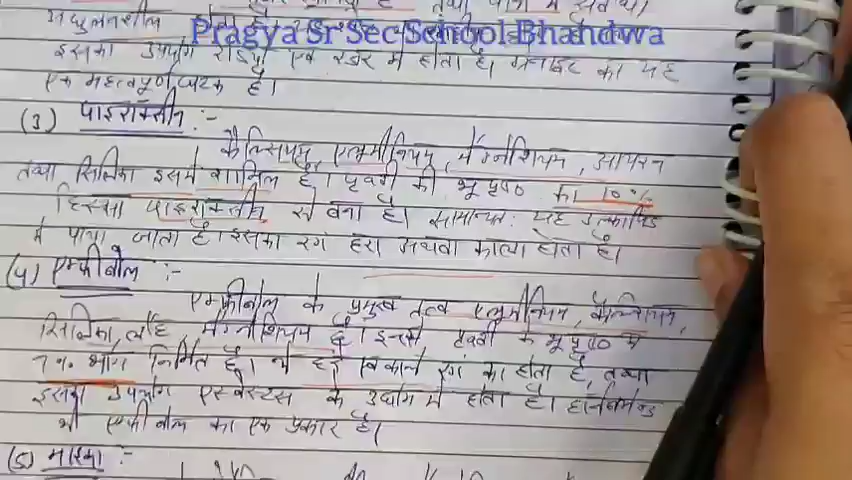 Pragya Sr Sec School Bhandwa
इसका उपयोग रेडियो एवं रडार में होता है। ग्रेनाइट का यह
एक महत्वपूर्ण घटक है।
(3) पाइरॉक्सीन :-
कैल्सियम, एल्यूमीनियम, मैग्नेशियम, आयरन
तथा सिलिका इसमें शामिल है। पृथ्वी की भू पृष्ठ का 10%
हिस्सा पाइरॉक्सीन से बना है। सामान्यत: यह उल्कापिंड
में पाया जाता है। इसका रंग हरा अथवा काला होता है।
(4) एम्फीबोल :-
एम्फीबोल के प्रमुख तत्व एल्यूमीनियम, कैल्शियम,
सिलिका, लौह, मैग्नीशियम है। इनसे पृथ्वी के भू पृष्ठ का
7% भाग निर्मित है। ये हरे व काले रंग का होता है, तथा
इसका उपयोग एस्बेस्टस के उद्योग में होता है। हॉर्नब्लेन्ड
भी एम्फीबोल का एक प्रकार है।
(5) माइका :-